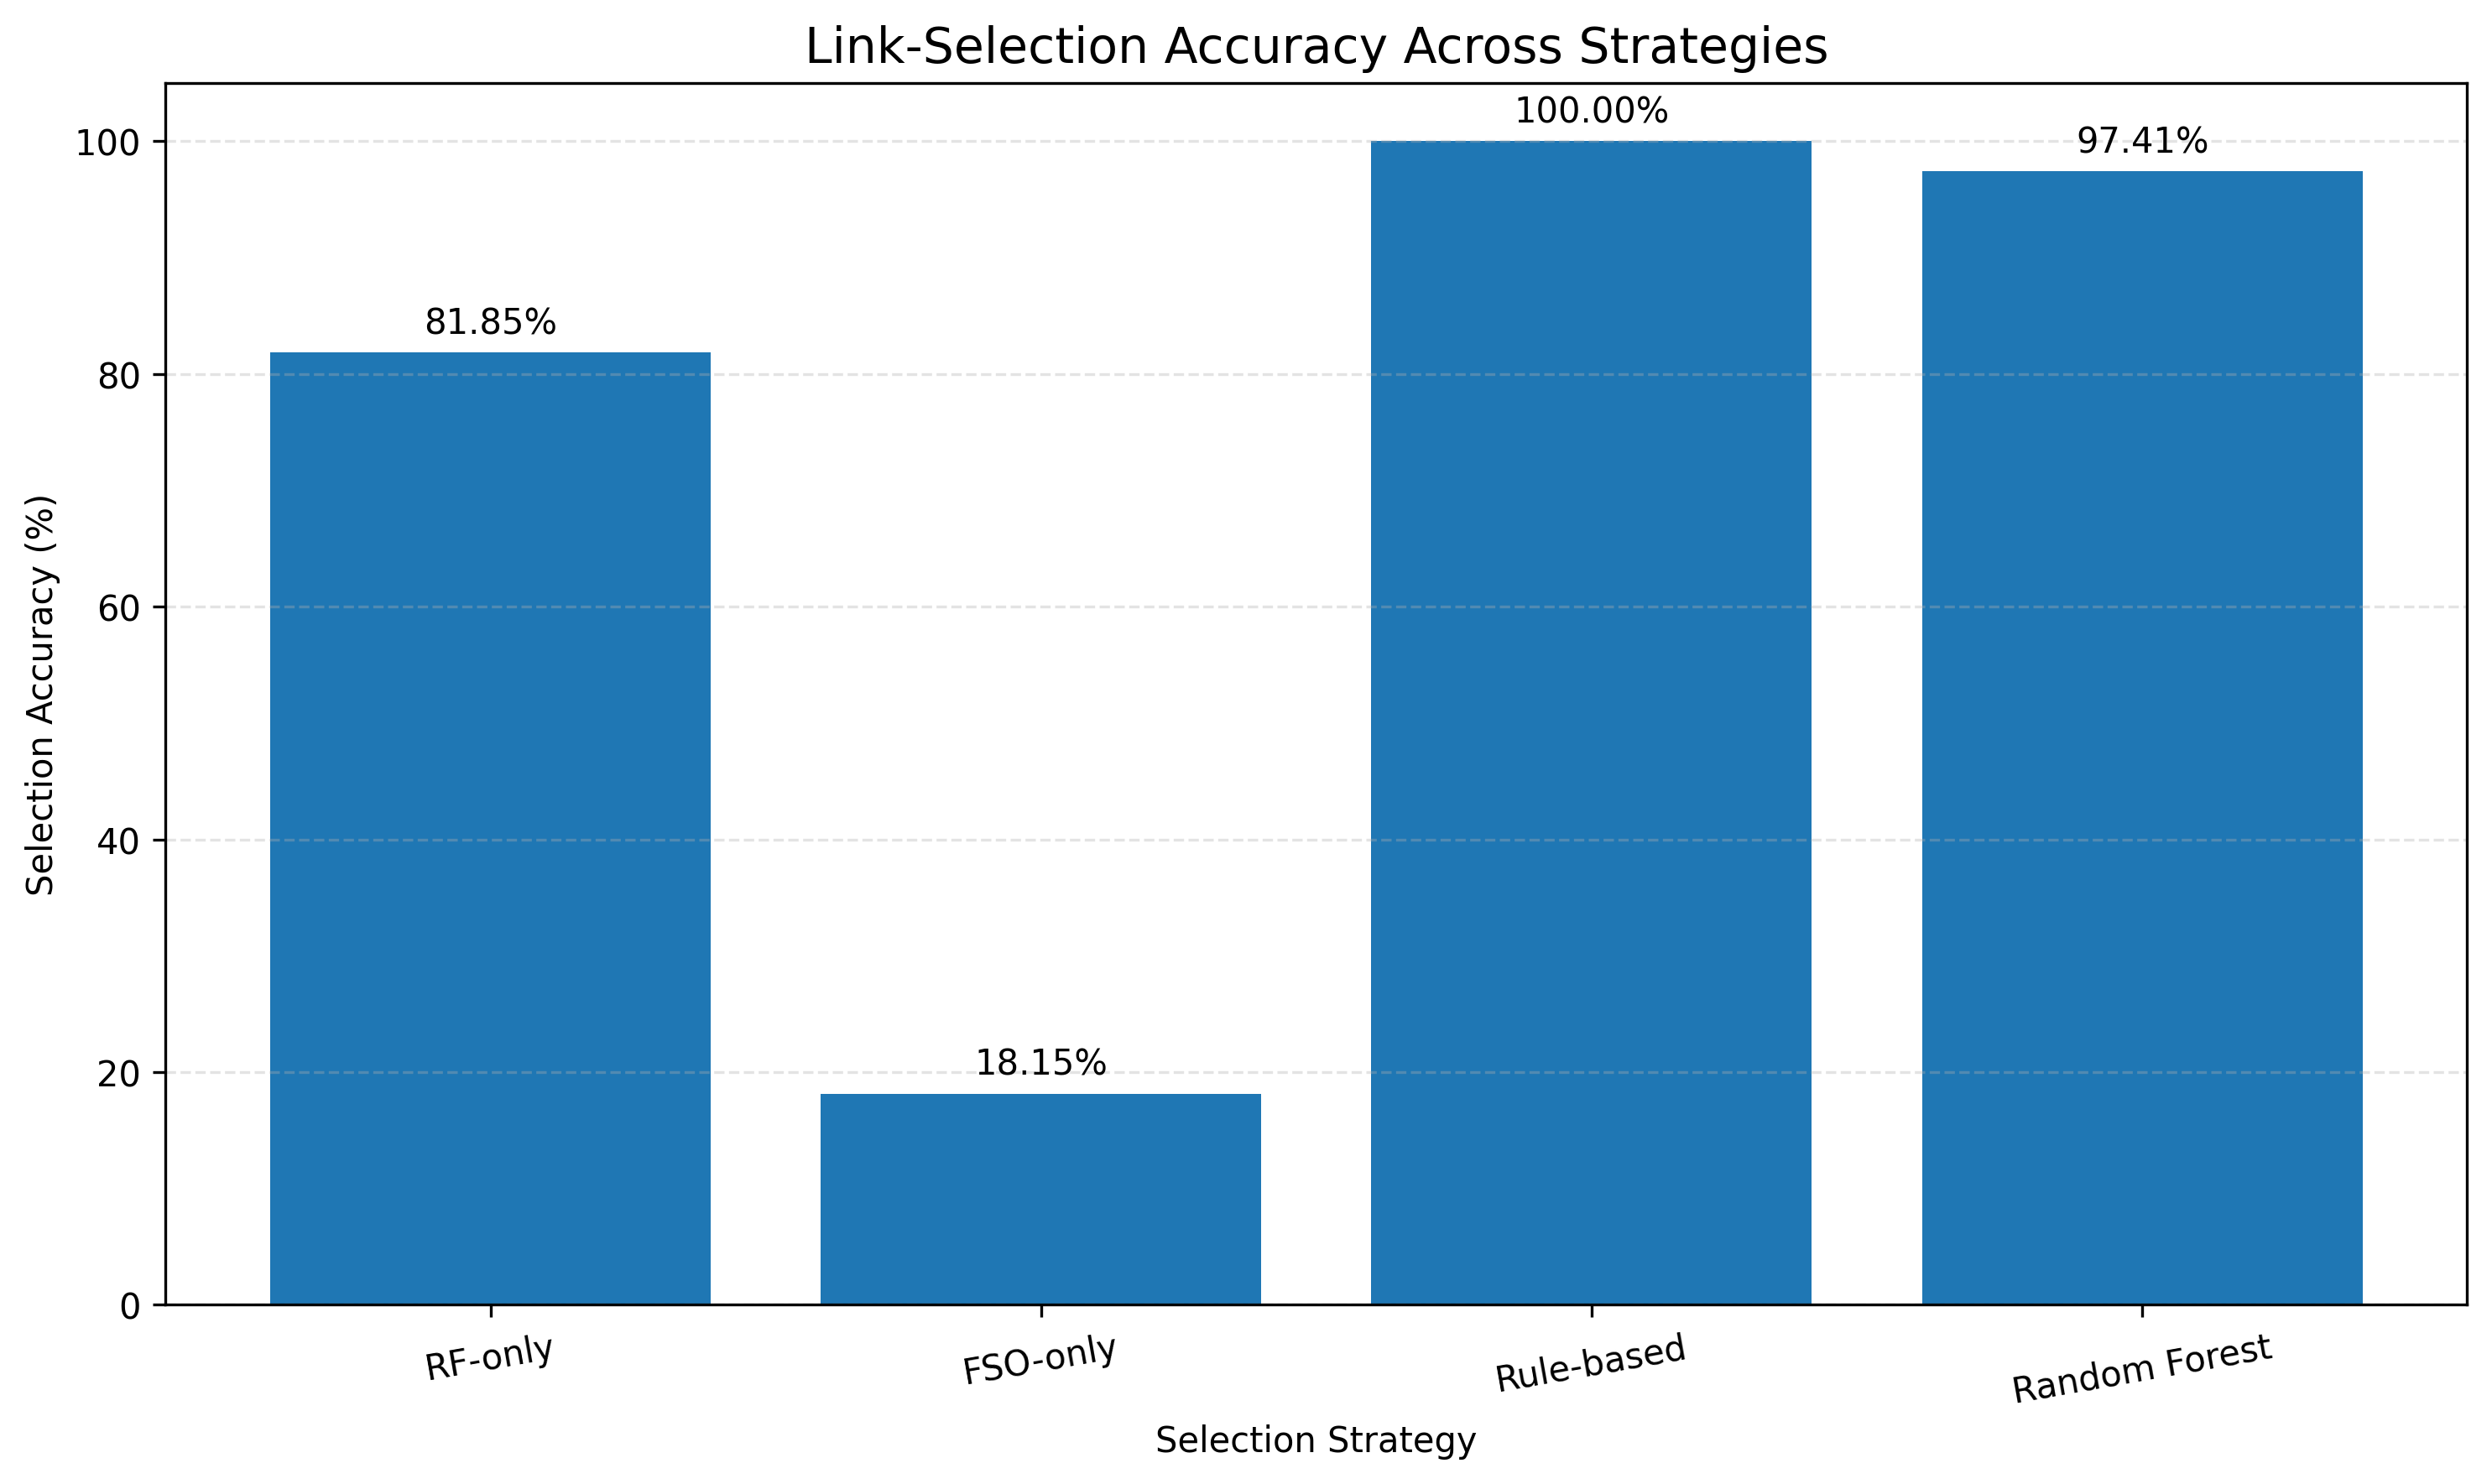 Link-Selection Accuracy Across Strategies
100.00%
97.41%
81.85%
18.15%
100
80
60
40
20
0
Selection Accuracy (%)
RF-only
FSO-only
Rule-based
Random Forest
Selection Strategy